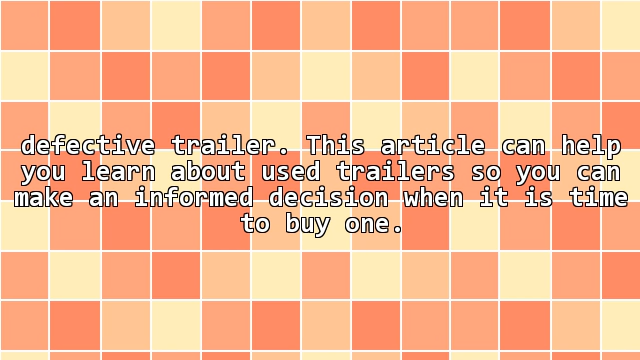 defective trailer. This article can help
you learn about used trailers so you can
make an informed decision when it is time
to buy one.